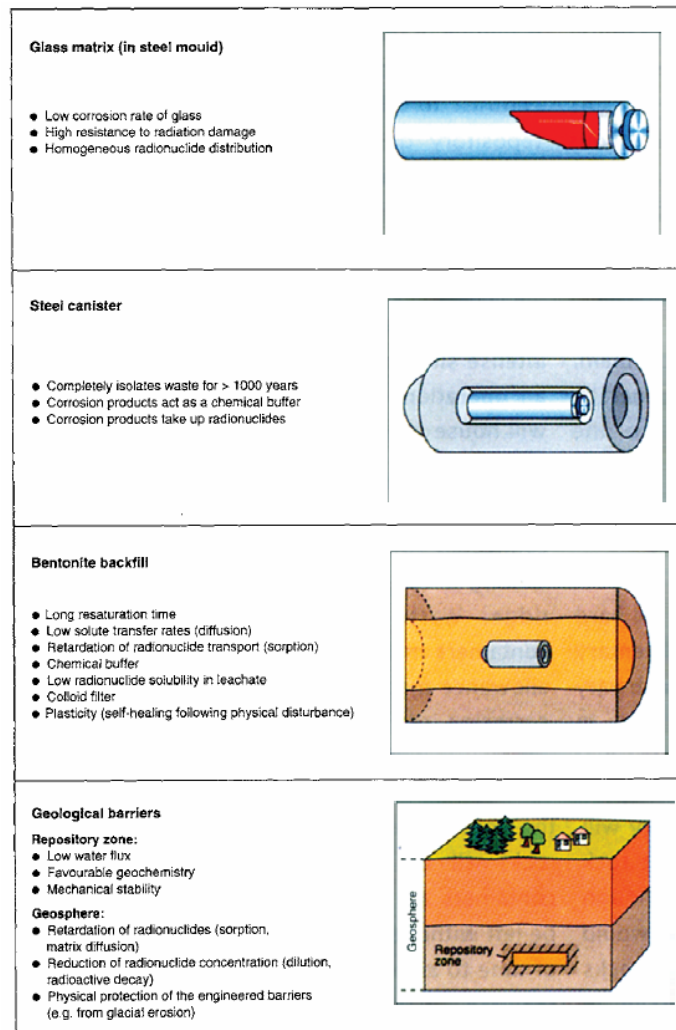 Glass matrix (in steel mould)
● Low corrosion rate of glass
● High resistance to radiation damage
● Homogeneous radionuclide distribution
Steel canister
● Completely isolates waste for > 1000 years
● Corrosion products act as a chemical buffer
● Corrosion products take up radionuclides
Bentonite backfill
● Long resaturation time
● Low solute transfer rates (diffusion)
● Retardation of radionuclide transport (sorption)
● Chemical buffer
● Low radionuclide solubility in leachate
● Colloid filter
● Plasticity (self-healing following physical disturbance)
Geological barriers
Repository zone:
● Low water flux
● Favourable geochemistry
● Mechanical stability
Geosphere:
● Retardation of radionuclides (sorption,
matrix diffusion)
● Reduction of radionuclide concentration (dilution,
radioactive decay)
● Physical protection of the engineered barriers
(e.g. from glacial erosion)
Geosphere
Repository
zone